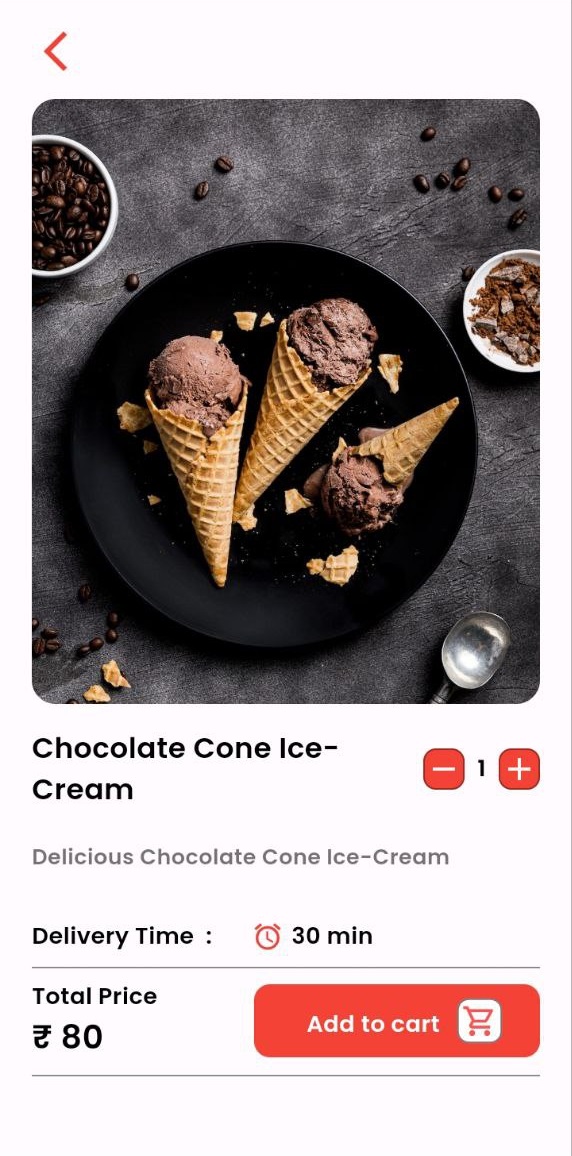 Chocolate Cone Ice-
Cream
1
Delicious Chocolate Cone Ice-Cream
Delivery Time :
30 min
Total Price
₹ 80
Add to cart